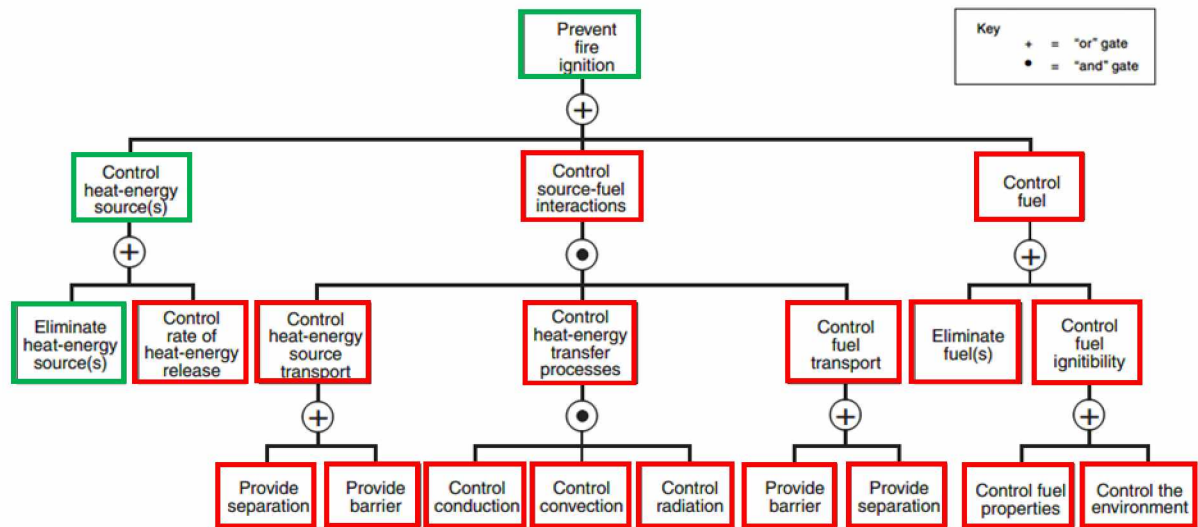 Prevent
fire
ignition
Key
+ = "or" gate
• = "and" gate
+
Control
heat-energy
source(s)
Control
source-fuel
interactions
Control
fuel
+
•
+
Eliminate
heat-energy
source(s)
Control
rate of
heat-energy
release
Control
heat-energy
source
transport
Control
heat-energy
transfer
processes
Control
fuel
transport
Eliminate
fuel(s)
Control
fuel
ignitibility
+
•
+
+
Provide
separation
Provide
barrier
Control
conduction
Control
convection
Control
radiation
Provide
barrier
Provide
separation
Control fuel
properties
Control the
environment